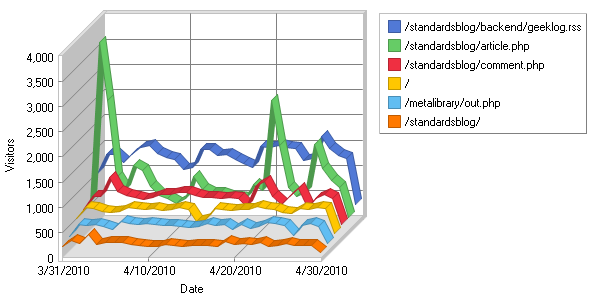 /standardsblog/backend/geeklog.rss
/standardsblog/article.php
/standardsblog/comment.php
/
/metalibrary/out.php
/standardsblog/
Visitors
4,000
3,500
3,000
2,500
2,000
1,500
1,000
500
0
3/31/2010
4/10/2010
4/20/2010
4/30/2010
Date